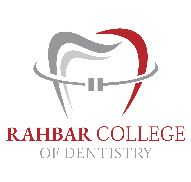 RAHBAR COLLEGE
OF DENTISTRY